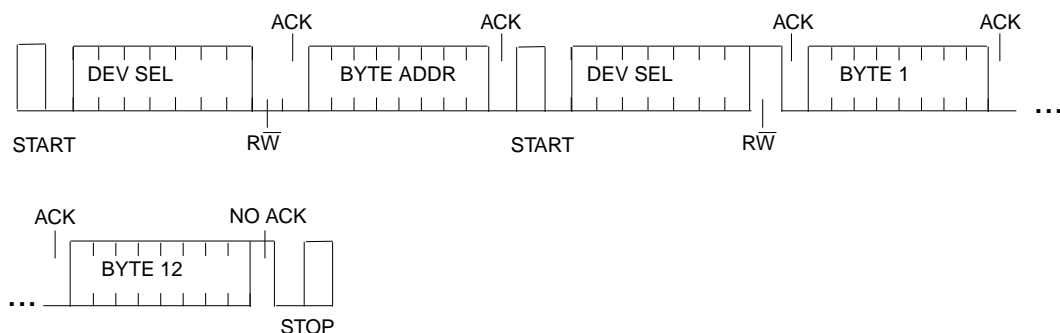 ACK ACK ACK ACK
DEV SEL BYTE ADDR DEV SEL BYTE 1
...
START RW̅ START RW̅
ACK NO ACK
BYTE 12
...
STOP